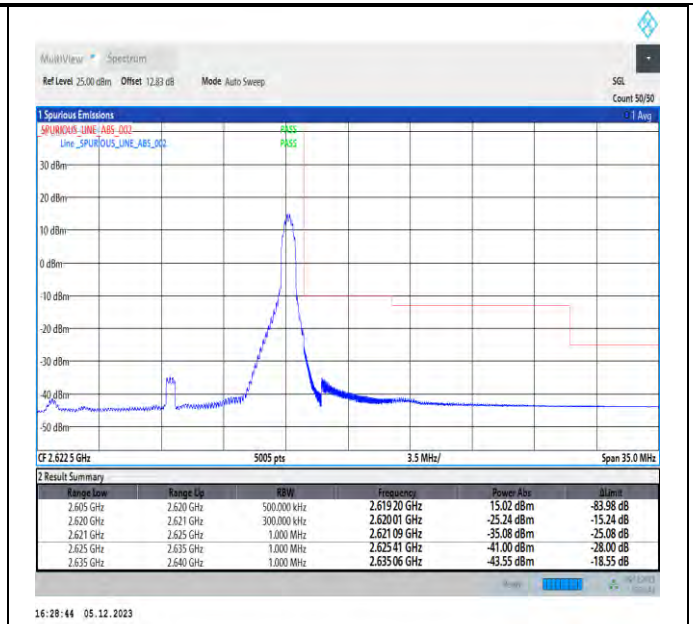 MultiView Spectrum
Ref Level 25.00 dBm Offset 12.83 dB Mode Auto Sweep SGL
Count 50/50
1 Spurious Emissions 1 Avg
_SPURIOUS_LINE_ABS_002 PASS
Line _SPURIOUS_LINE_ABS_002 PASS
30 dBm
20 dBm
10 dBm
0 dBm
-10 dBm
-20 dBm
-30 dBm
-40 dBm
-50 dBm
CF 2.622 5 GHz 5005 pts 3.5 MHz/ Span 35.0 MHz
2 Result Summary
Range Low Range Up RBW Frequency Power Abs ΔLimit
2.605 GHz 2.620 GHz 500.000 kHz 2.619 20 GHz 15.02 dBm -83.98 dB
2.620 GHz 2.621 GHz 300.000 kHz 2.620 01 GHz -25.24 dBm -15.24 dB
2.621 GHz 2.625 GHz 1.000 MHz 2.621 09 GHz -35.08 dBm -25.08 dB
2.625 GHz 2.635 GHz 1.000 MHz 2.625 41 GHz -41.00 dBm -28.00 dB
2.635 GHz 2.640 GHz 1.000 MHz 2.635 06 GHz -43.55 dBm -18.55 dB
16:28:44 05.12.2023